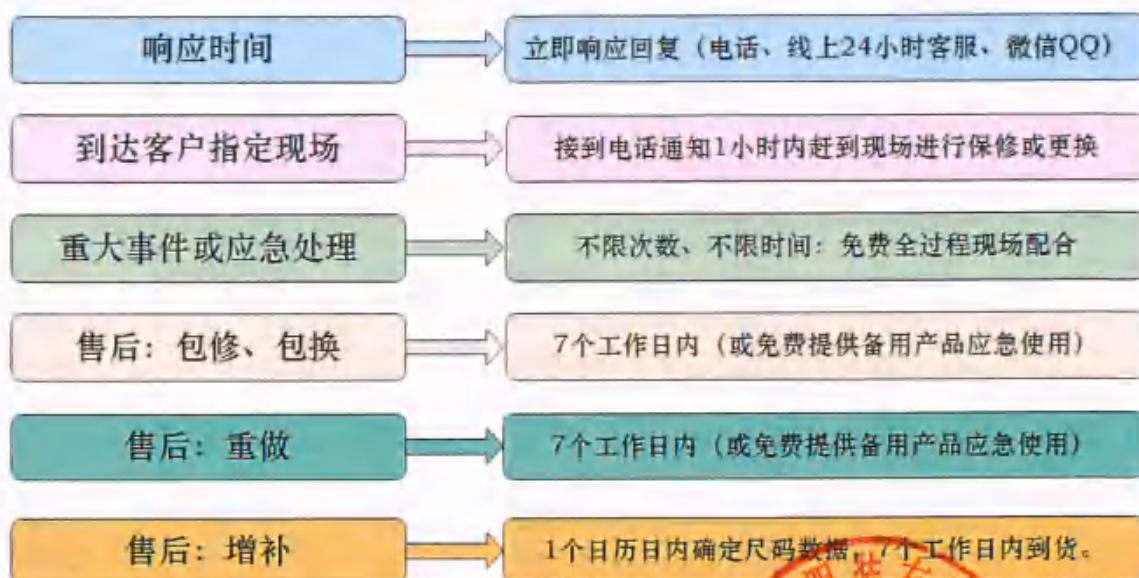 响应时间
立即响应回复（电话、线上24小时客服、微信QQ）
到达客户指定现场
接到电话通知1小时内赶到现场进行保修或更换
重大事件或应急处理
不限次数、不限时间：免费全过程现场配合
售后：包修、包换
7个工作日内（或免费提供备用产品应急使用）
售后：重做
7个工作日内（或免费提供备用产品应急使用）
售后：增补
1个日历日内确定尺码数据，7个工作日内到货。